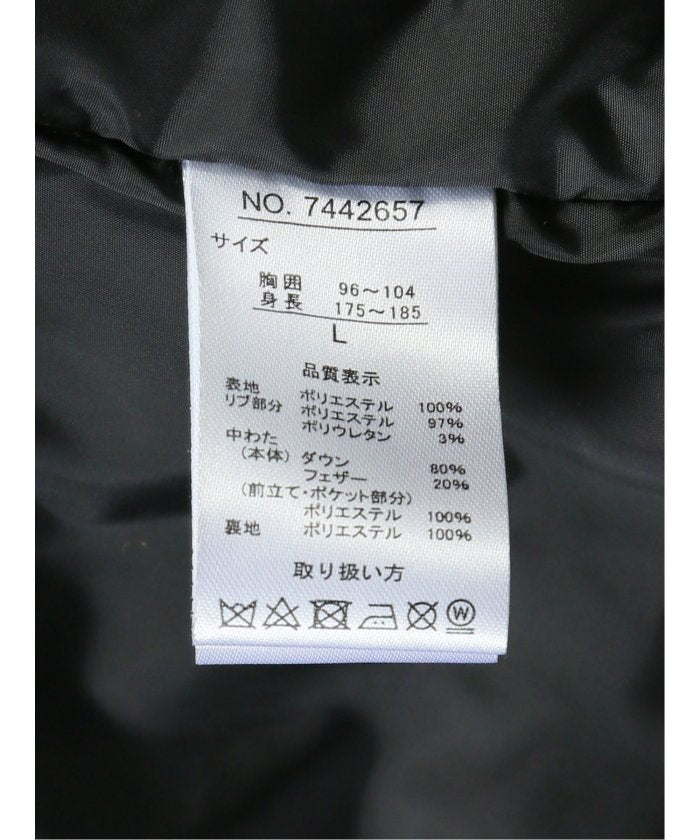 NO. 7442657
サイズ
胸囲 96～104
身長 175～185
L
品質表示
表地 ポリエステル 100%
リブ部分 ポリエステル 97%
ポリウレタン 3%
中わた
(本体) ダウン 80%
フェザー 20%
(前立て・ポケット部分)
ポリエステル 100%
裏地 ポリエステル 100%
取り扱い方
W